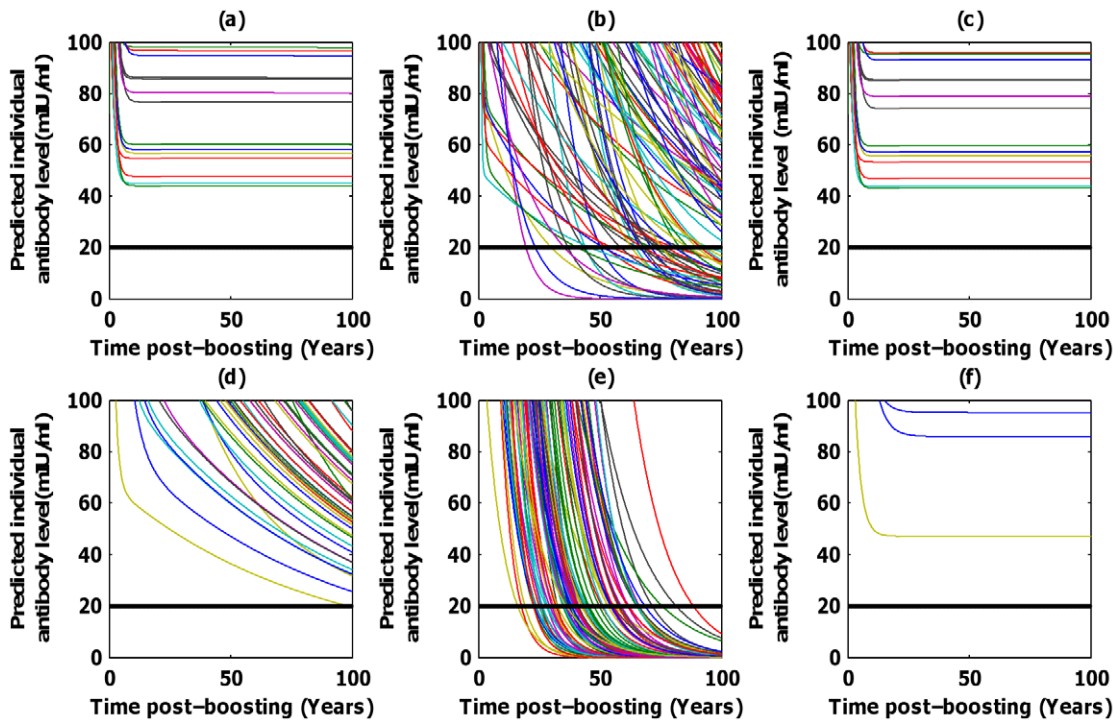 (a)
(b)
(c)
Predicted individual
antibody level(mIU/ml)
100
80
60
40
20
0
0 50 100
Time post−boosting (Years)
Predicted individual
antibody level(mIU/ml)
100
80
60
40
20
0
0 50 100
Time post−boosting (Years)
Predicted individual
antibody level (mIU/ml)
100
80
60
40
20
0
0 50 100
Time post−boosting (Years)
(d)
(e)
(f)
Predicted individual
antibody level(mIU/ml)
100
80
60
40
20
0
0 50 100
Time post−boosting (Years)
Predicted individual
antibody level(mIU/ml)
100
80
60
40
20
0
0 50 100
Time post−boosting (Years)
Predicted individual
antibody level(mIU/ml)
100
80
60
40
20
0
0 50 100
Time post−boosting (Years)